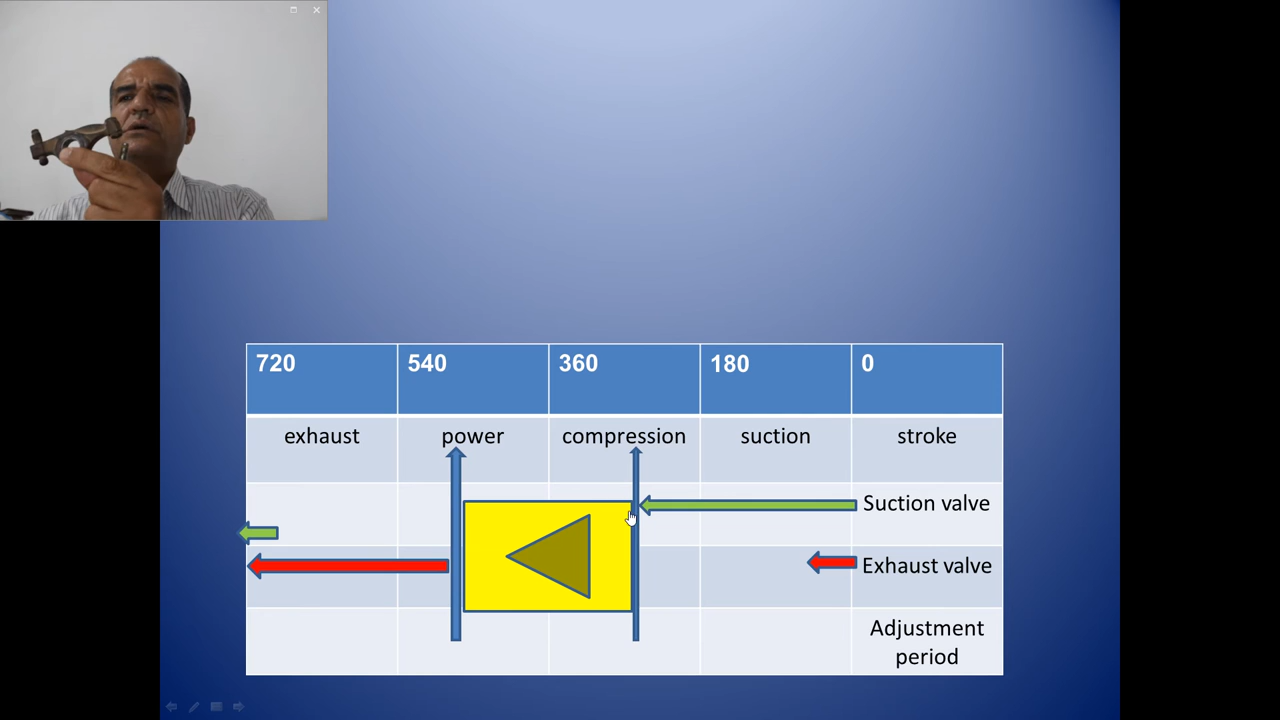 720 540 360 180 0
exhaust power compression suction stroke
Suction valve
Exhaust valve
Adjustment
period